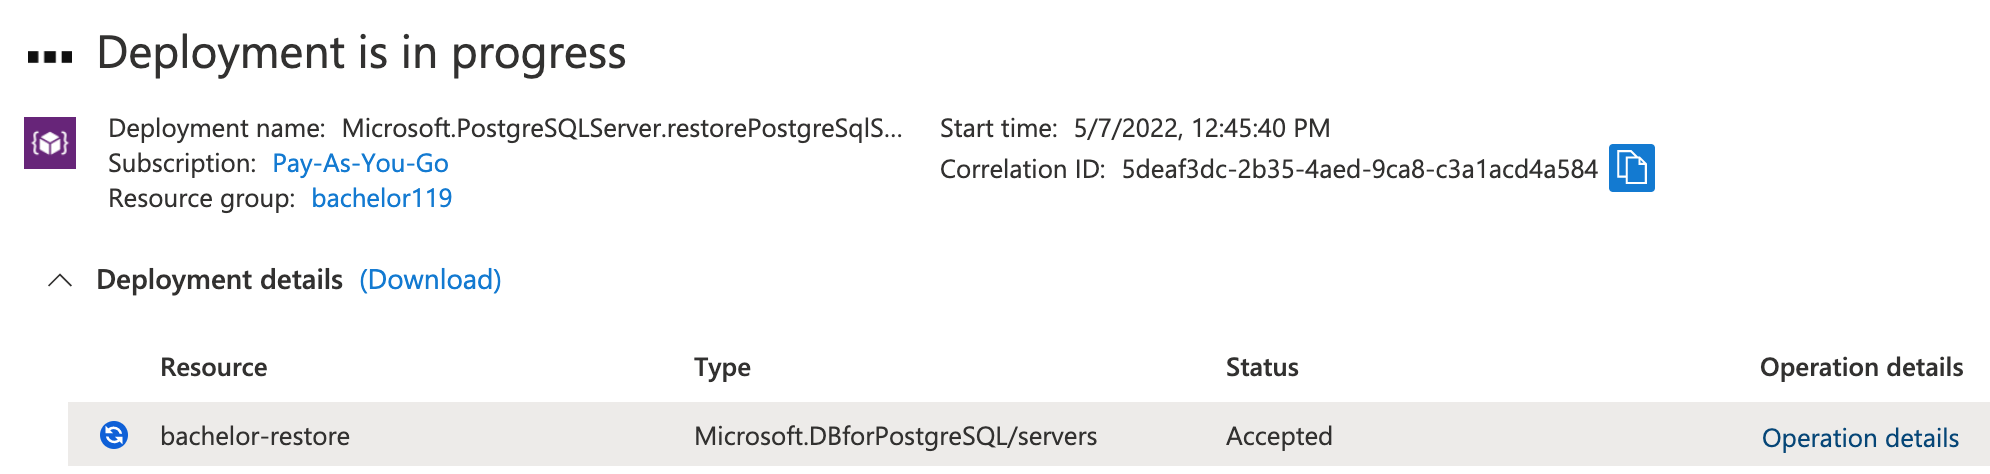 Deployment is in progress
Deployment name: Microsoft.PostgreSQLServer.restorePostgreSqlS...
Subscription: Pay-As-You-Go
Resource group: bachelor119
Start time: 5/7/2022, 12:45:40 PM
Correlation ID: 5deaf3dc-2b35-4aed-9ca8-c3a1acd4a584
Deployment details (Download)
Resource Type Status Operation details
bachelor-restore Microsoft.DBforPostgreSQL/servers Accepted Operation details